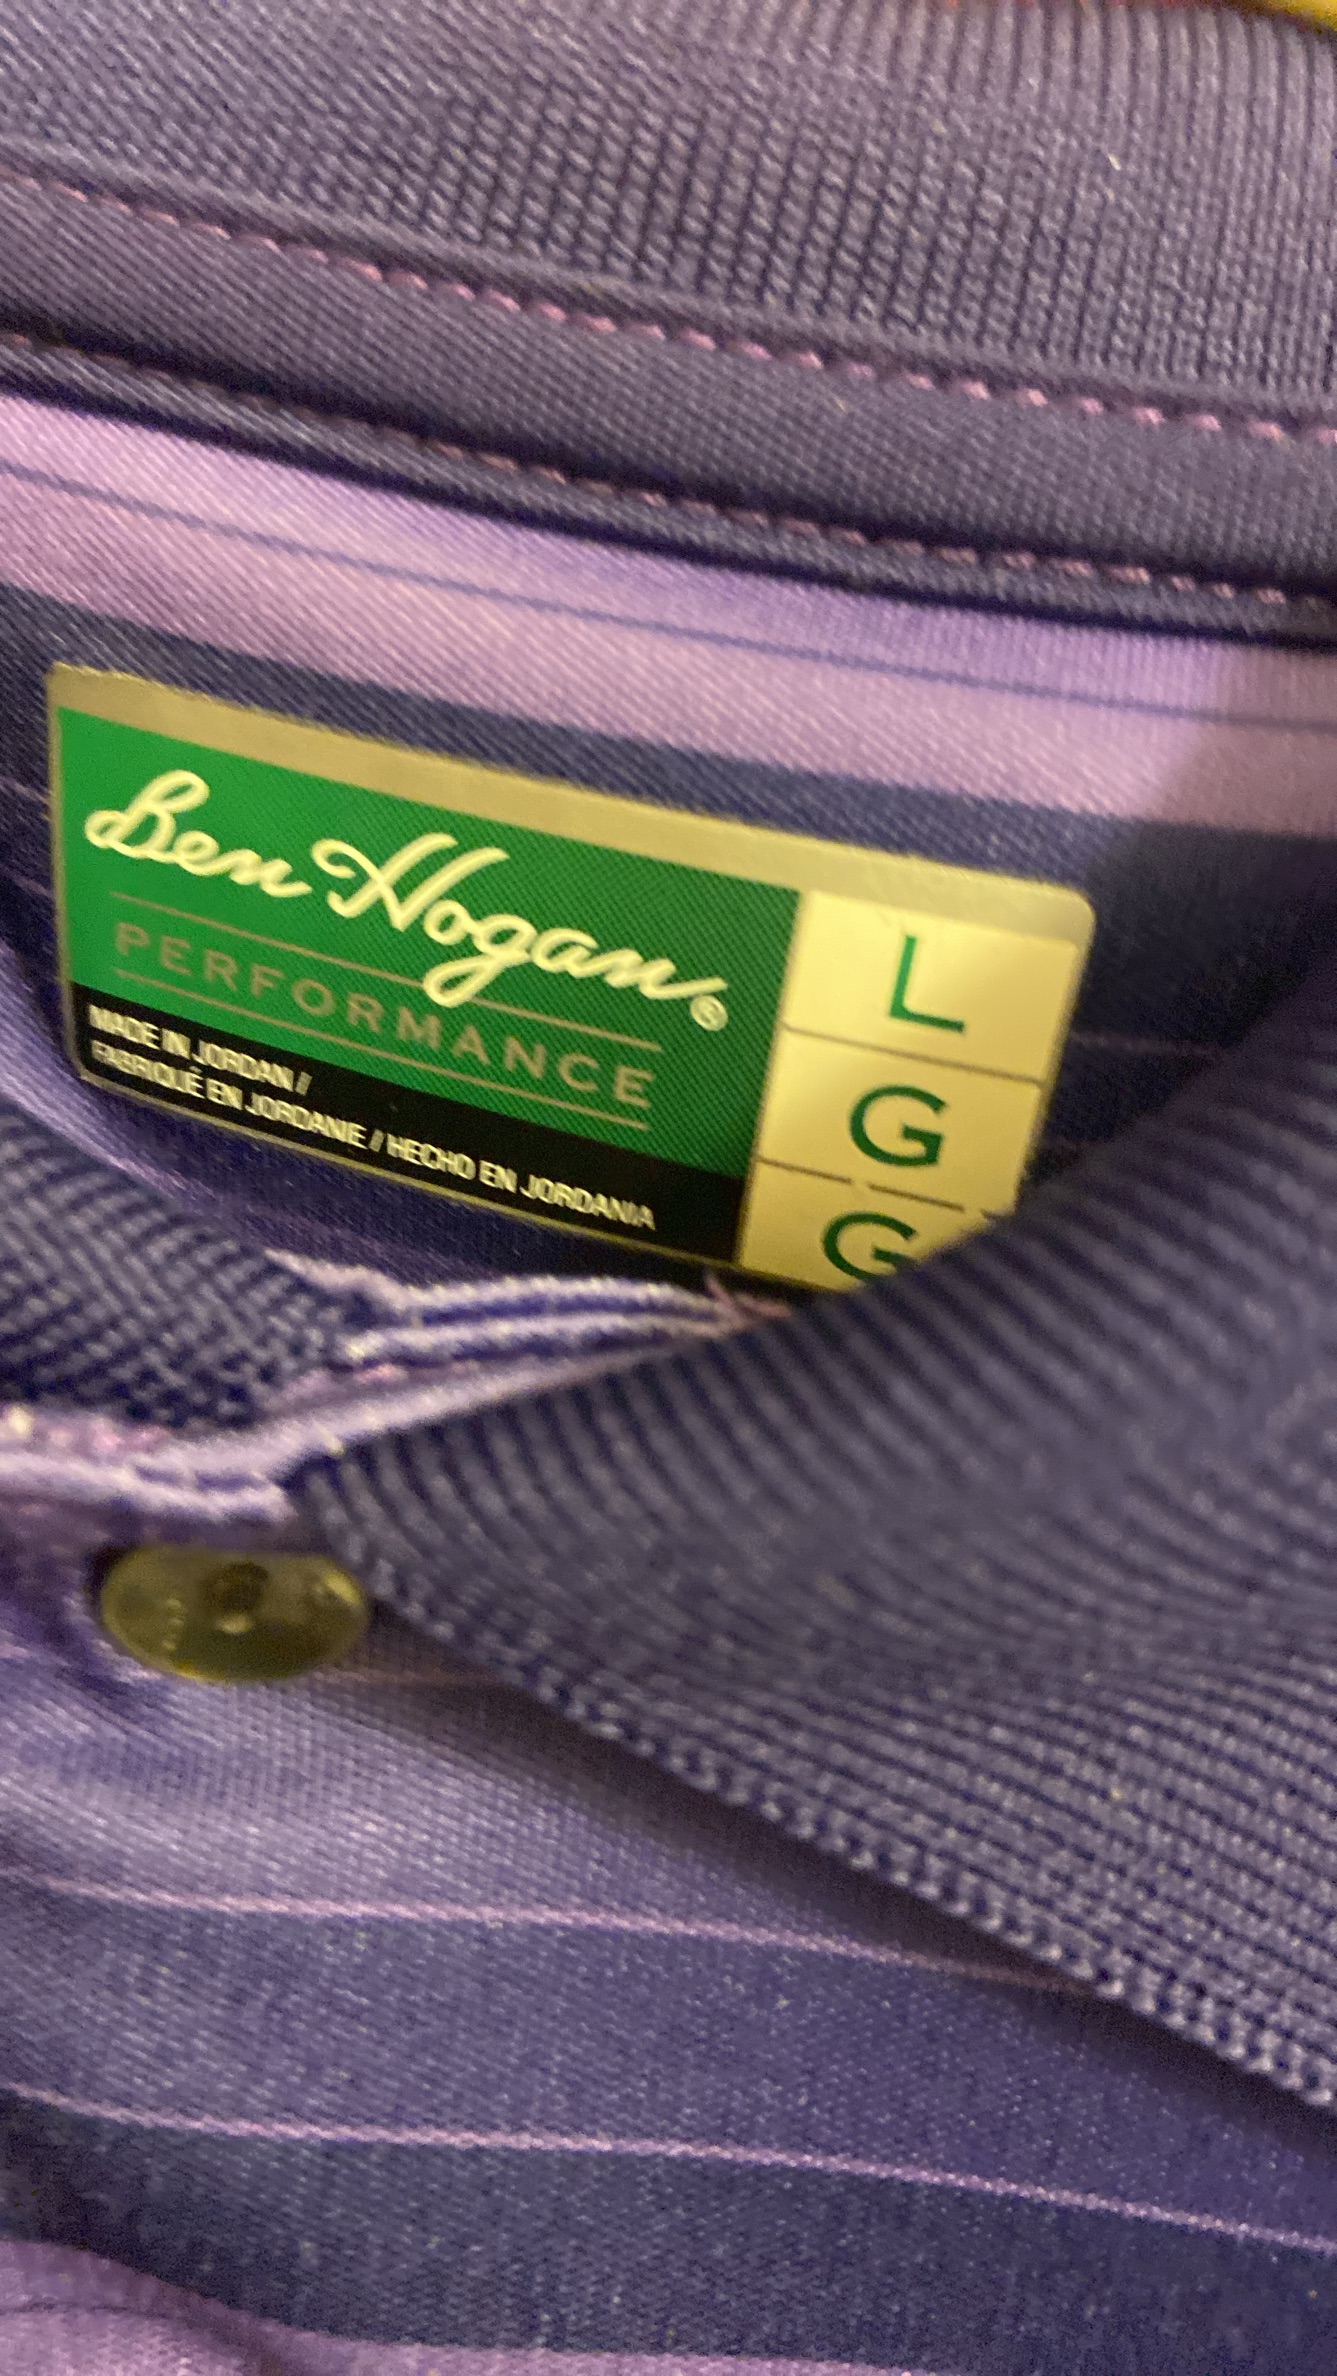 Ben Hogan®
PERFORMANCE
MADE IN JORDAN /
FABRIQUÉ EN JORDANIE / HECHO EN JORDANIA
L
G
G